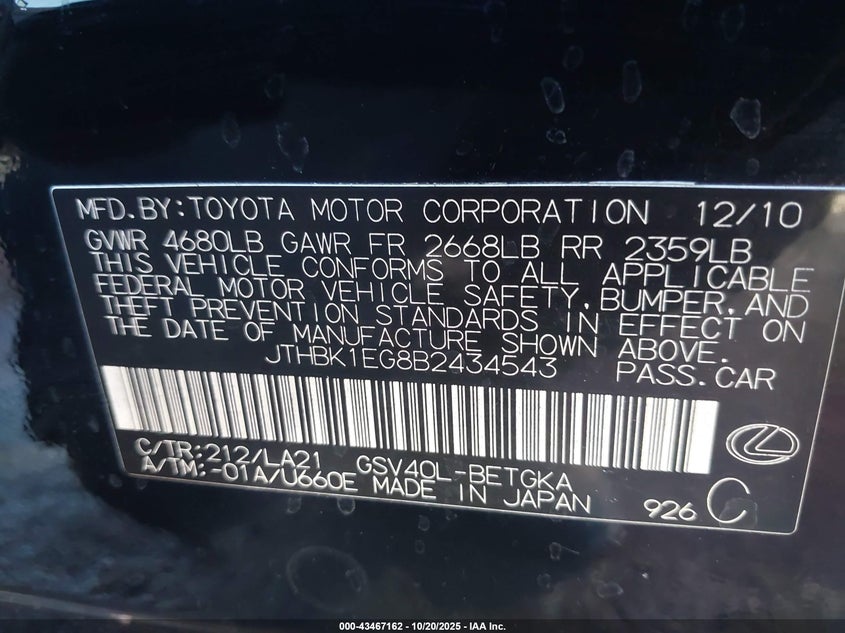 MFD.BY:TOYOTA MOTOR CORPORATION 12/10
GVWR 4680LB GAWR FR 2668LB RR 2359LB
THIS VEHICLE CONFORMS TO ALL APPLICABLE
FEDERAL MOTOR VEHICLE SAFETY, BUMPER, AND
THEFT PREVENTION STANDARDS IN EFFECT ON
THE DATE OF MANUFACTURE SHOWN ABOVE.
JTHBK1EG8B2434543 PASS.CAR
C/TR:212/LA21 GSV40L-BETGKA
A/TM:-01A/U660E MADE IN JAPAN 926 C
000-43467162 - 10/20/2025 - IAA Inc.